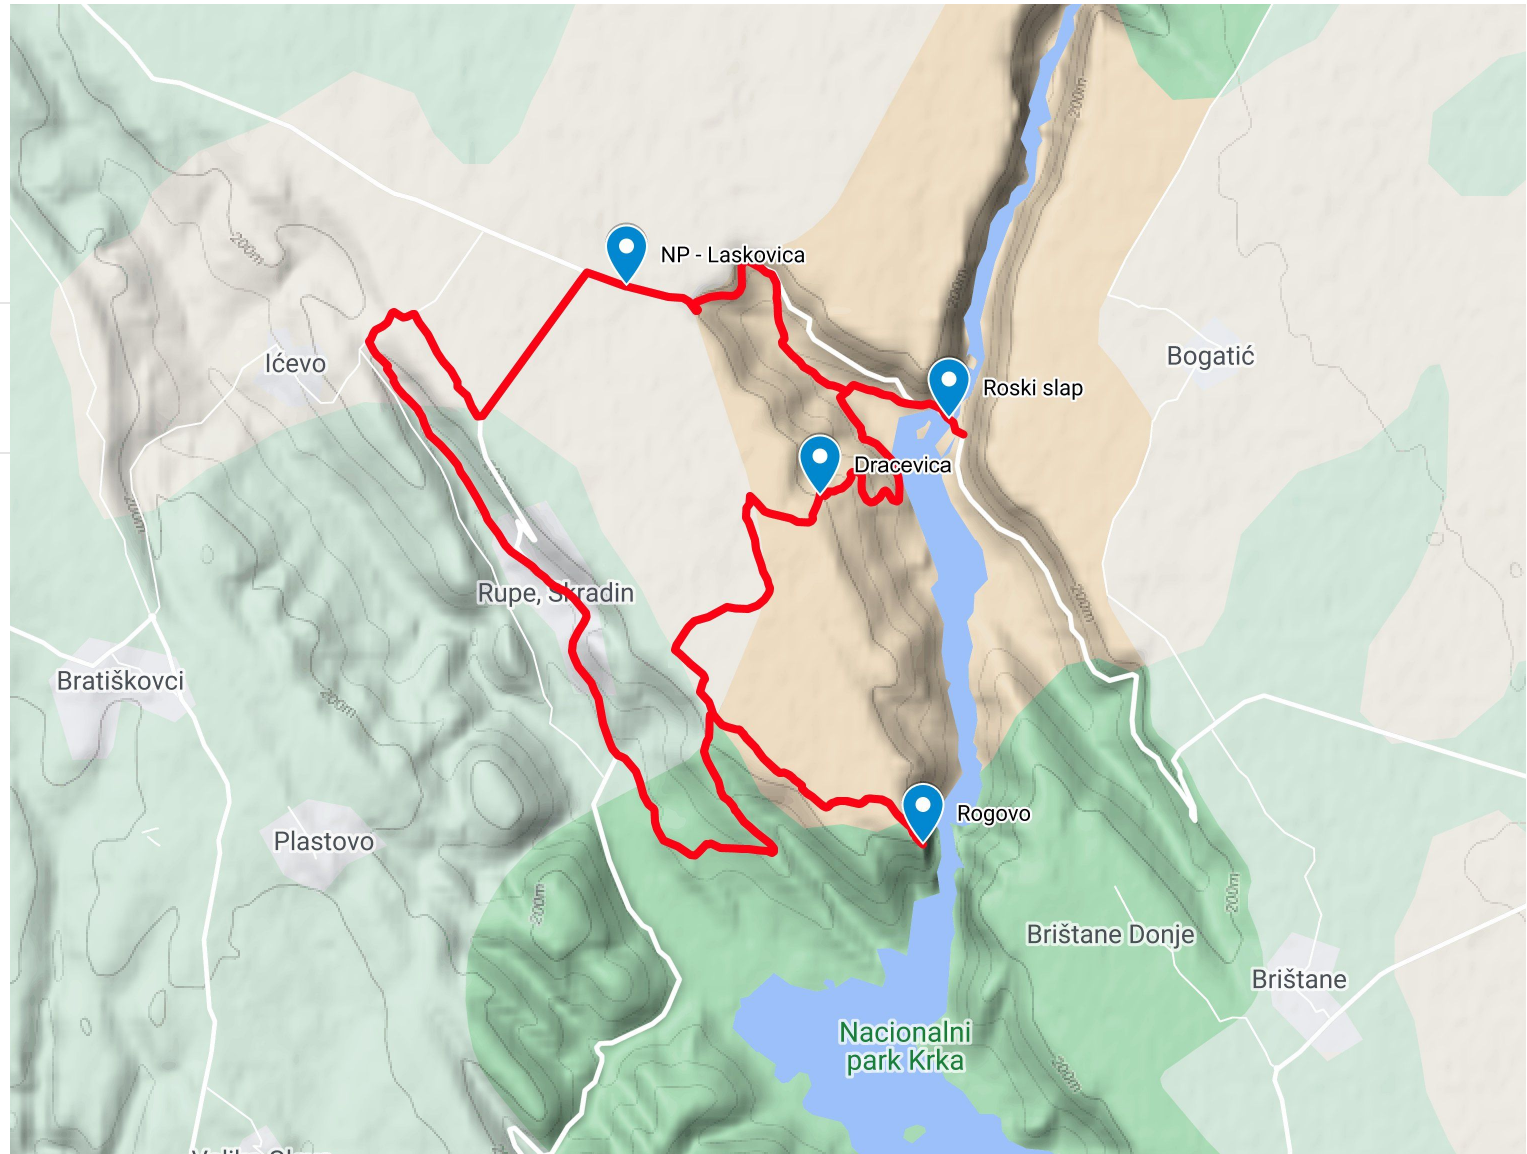 200m
200m
NP - Laskovica
200m
Ićevo
Bogatić
Roski slap
Dracevica
200m
Rupe, Skradin
200m
Bratiškovci
200m
Rogovo
Plastovo
200m
200m
Brištane Donje
Brištane
Nacionalni
park Krka
200m